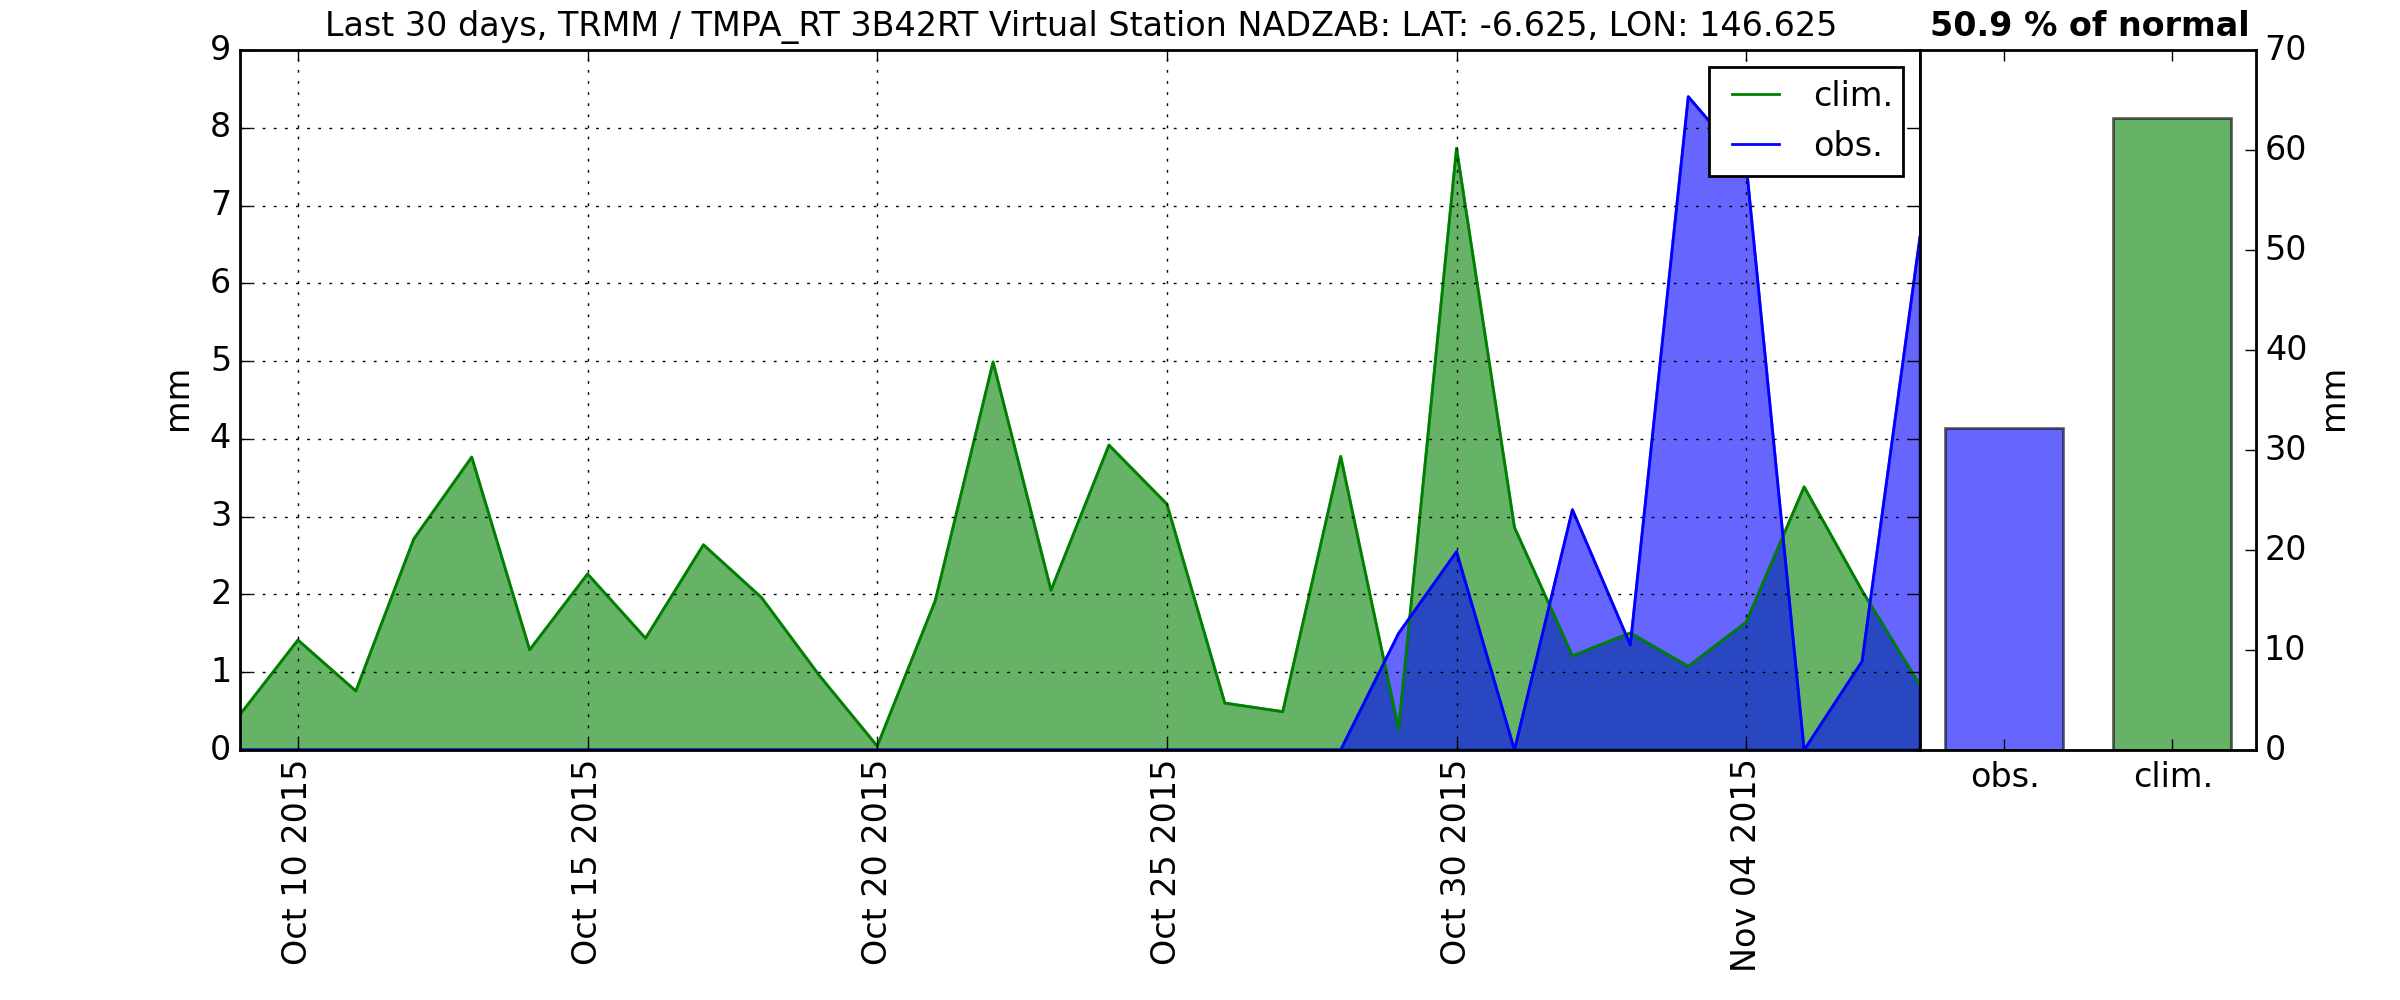 Last 30 days, TRMM / TMPA_RT 3B42RT Virtual Station NADZAB: LAT: -6.625, LON: 146.625
50.9 % of normal
9
8
7
6
5
4
3
2
1
0
mm
clim.
obs.
Oct 10 2015
Oct 15 2015
Oct 20 2015
Oct 25 2015
Oct 30 2015
Nov 04 2015
70
60
50
40
30
20
10
0
mm
obs.
clim.